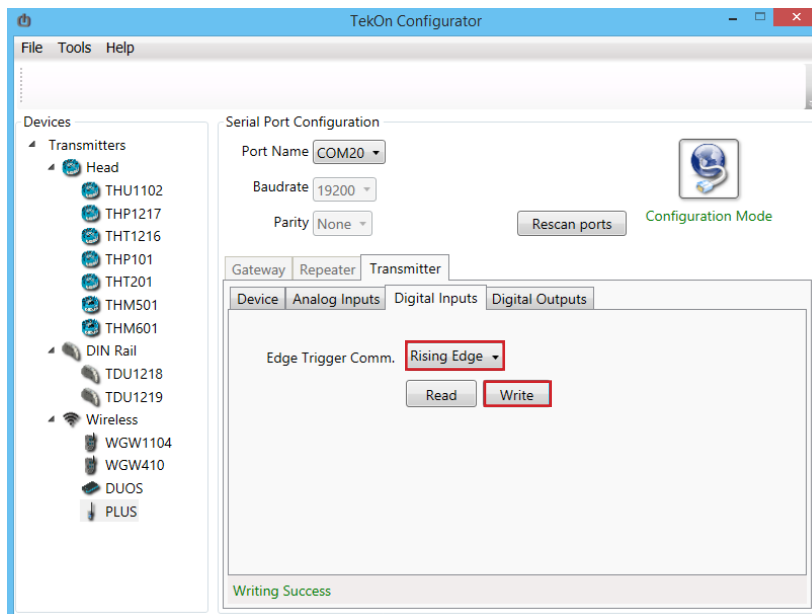 TekOn Configurator
File Tools Help
Devices
Transmitters
Head
THU1102
THP1217
THT1216
THP101
THT201
THM501
THM601
DIN Rail
TDU1218
TDU1219
Wireless
WGW1104
WGW410
DUOS
PLUS
Serial Port Configuration
Port Name COM20
Baudrate 19200
Parity None
Rescan ports
Configuration Mode
Gateway Repeater Transmitter
Device Analog Inputs Digital Inputs Digital Outputs
Edge Trigger Comm. Rising Edge
Read Write
Writing Success